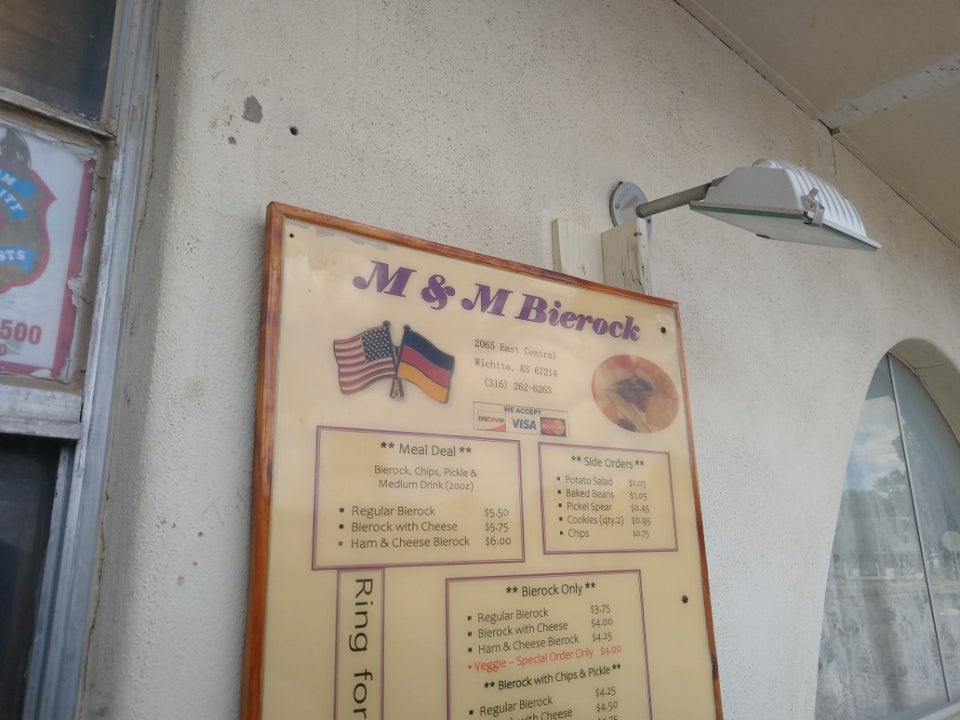 M
ITY
STS
500
0
M & M Bierock
2065 East Central
Wichita, KS 67214
(316) 262-6263
WE ACCEPT
DISCOVER VISA MasterCard
** Meal Deal **
Bierock, Chips, Pickle &
Medium Drink (20oz)
▪ Regular Bierock $5.50
▪ Bierock with Cheese $5.75
▪ Ham & Cheese Bierock $6.00
** Side Orders **
▪ Potato Salad $1.05
▪ Baked Beans $1.05
▪ Pickel Spear $0.45
▪ Cookies (qty.2) $0.95
▪ Chips $0.75
Ring for
** Bierock Only **
▪ Regular Bierock $3.75
▪ Bierock with Cheese $4.00
▪ Ham & Cheese Bierock $4.25
▪ Veggie – Special Order Only $4.00
** Bierock with Chips & Pickle **
▪ Regular Bierock $4.25
with Cheese $4.50